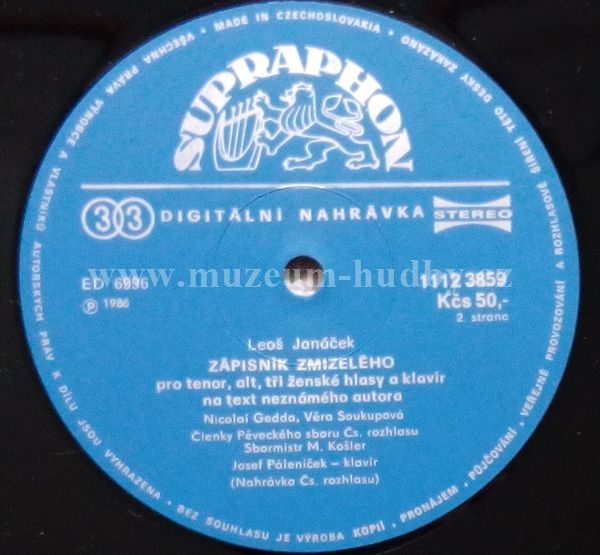 VŠECHNA PRÁVA VÝROBCE A VLASTNÍKŮ AUTORSKÝCH PRÁV K DÍLU JSOU VYHRAZENA • BEZ SOUHLASU JE VÝROBA KOPIÍ, PRONÁJEM, PŮJČOVÁNÍ, VEŘEJNÉ PROVOZOVÁNÍ A ROZHLASOVÉ ŠÍŘENÍ TÉTO DESKY ZAKÁZÁNO • MADE IN CZECHOSLOVAKIA •
SUPRAPHON
33 DIGITÁLNÍ NAHRÁVKA STEREO
www.muzeum-hudby.cz
ED 6996 1112 3859
Ⓟ 1986 Kčs 50,-
2. strana
Leoš Janáček
ZÁPISNÍK ZMIZELÉHO
pro tenor, alt, tři ženské hlasy a klavír
na text neznámého autora
Nicolai Gedda, Věra Soukupová
Členky Pěveckého sboru Čs. rozhlasu
Sbormistr M. Košler
Josef Páleníček – klavír
(Nahrávka Čs. rozhlasu)